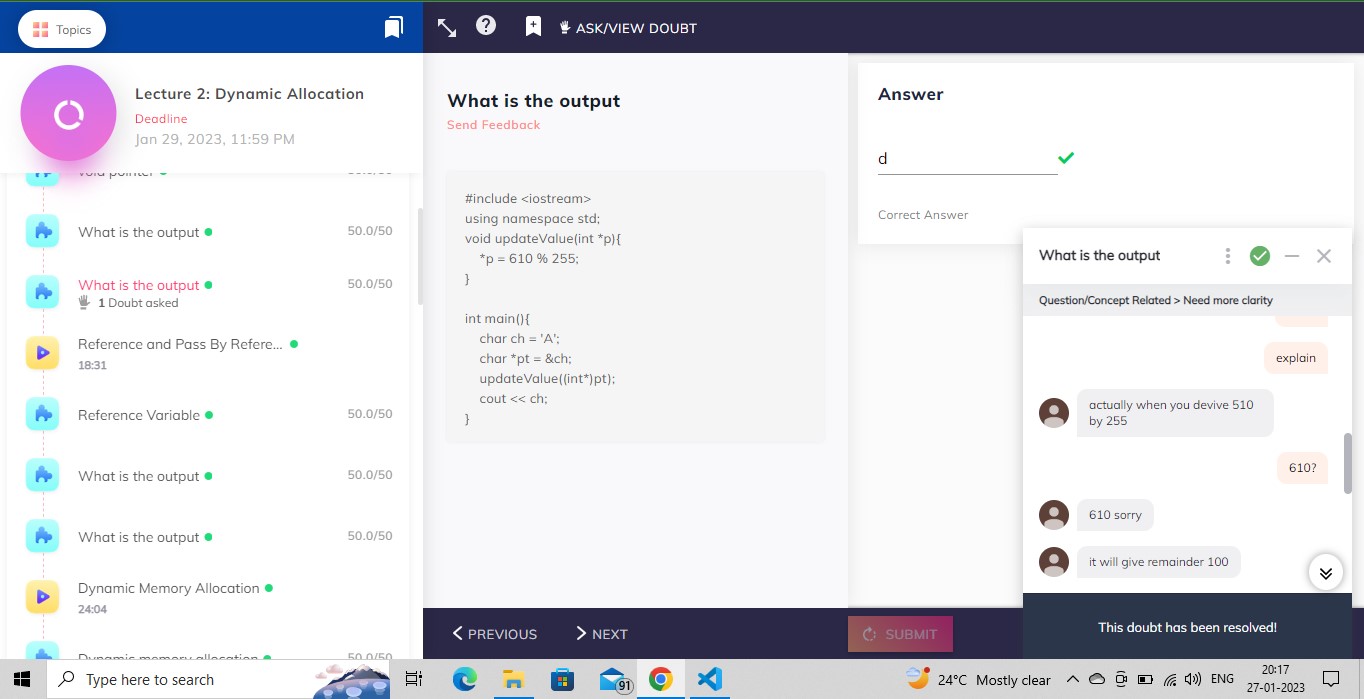 Topics
ASK/VIEW DOUBT
Lecture 2: Dynamic Allocation
Deadline
Jan 29, 2023, 11:59 PM
void pointer
What is the output
50.0/50
What is the output
50.0/50
1 Doubt asked
Reference and Pass By Refere...
18:31
Reference Variable
50.0/50
What is the output
50.0/50
What is the output
50.0/50
Dynamic Memory Allocation
24:04
Dynamic memory allocation
50.0/50
What is the output
Send Feedback
#include <iostream>
using namespace std;
void updateValue(int *p){
*p = 610 % 255;
}
int main(){
char ch = 'A';
char *pt = &ch;
updateValue((int*)pt);
cout << ch;
}
PREVIOUS
NEXT
Answer
d
Correct Answer
SUBMIT
What is the output
Question/Concept Related > Need more clarity
explain
actually when you devive 510
by 255
610?
610 sorry
it will give remainder 100
This doubt has been resolved!
Type here to search
91
24°C Mostly clear
ENG
20:17
27-01-2023